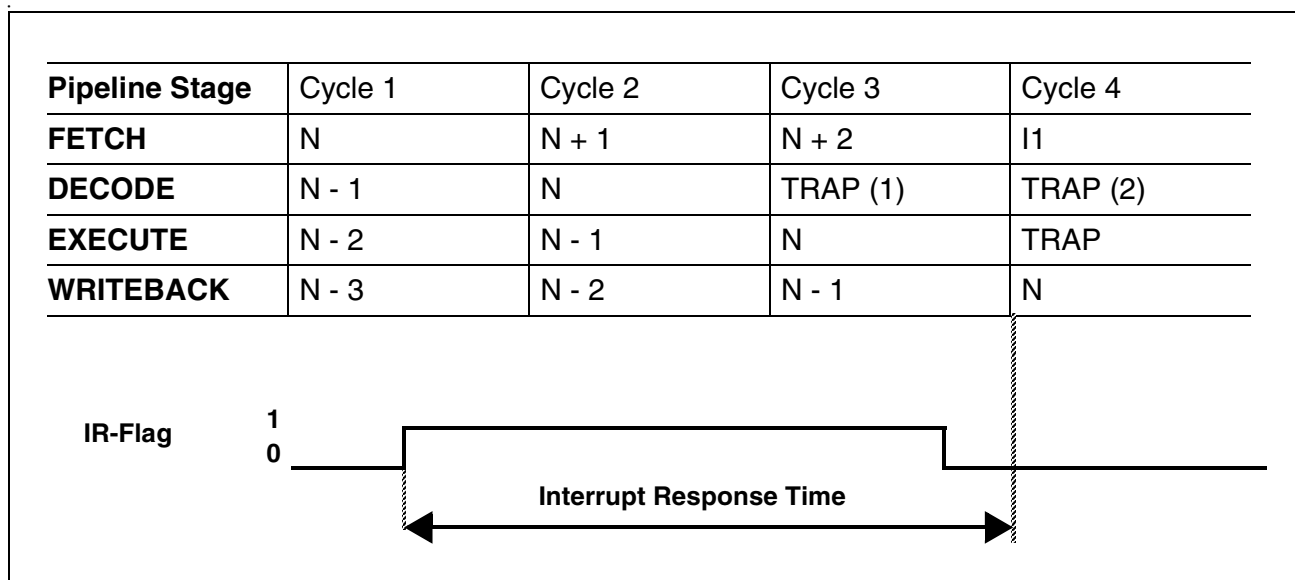 Pipeline Stage Cycle 1 Cycle 2 Cycle 3 Cycle 4
FETCH N N + 1 N + 2 I1
DECODE N - 1 N TRAP (1) TRAP (2)
EXECUTE N - 2 N - 1 N TRAP
WRITEBACK N - 3 N - 2 N - 1 N
IR-Flag 1
0
Interrupt Response Time